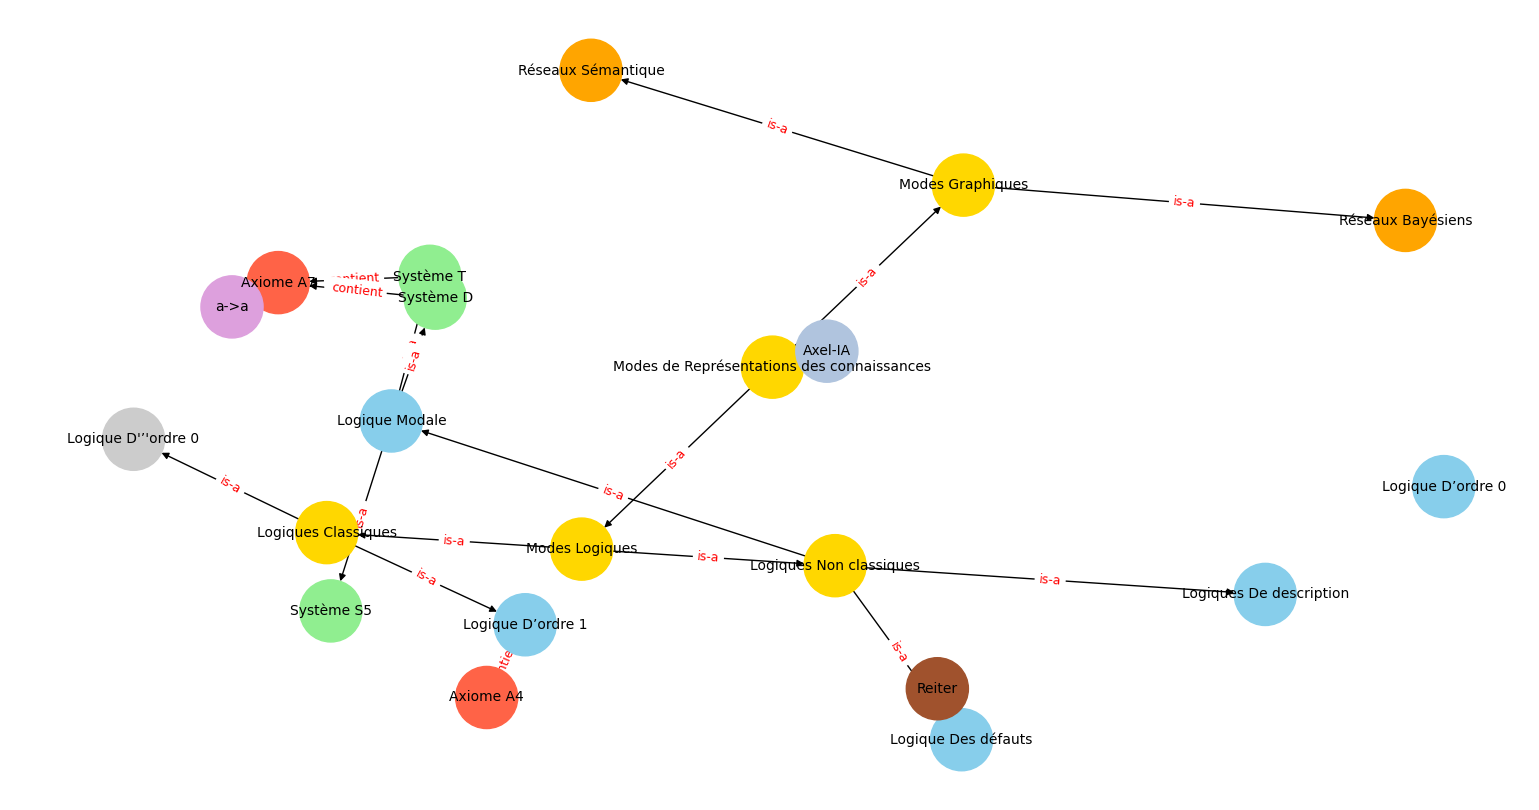 Réseaux Sémantique
is-a
Modes Graphiques
is-a
Réseaux Bayésiens
is-a
Système T
contient
Axiome A
Système D
a->a
Axel-IA
Modes de Représentations des connaissances
is-a
Logique Modale
Logique D'’'ordre 0
is-a
is-a
is-a
Logique D’ordre 0
is-a
Logiques Classiques
is-a
Modes Logiques
is-a
Logiques Non classiques
is-a
is-a
Logiques De description
Système S5
Logique D’ordre 1
is-a
Axiome A4
Reiter
Logique Des défauts